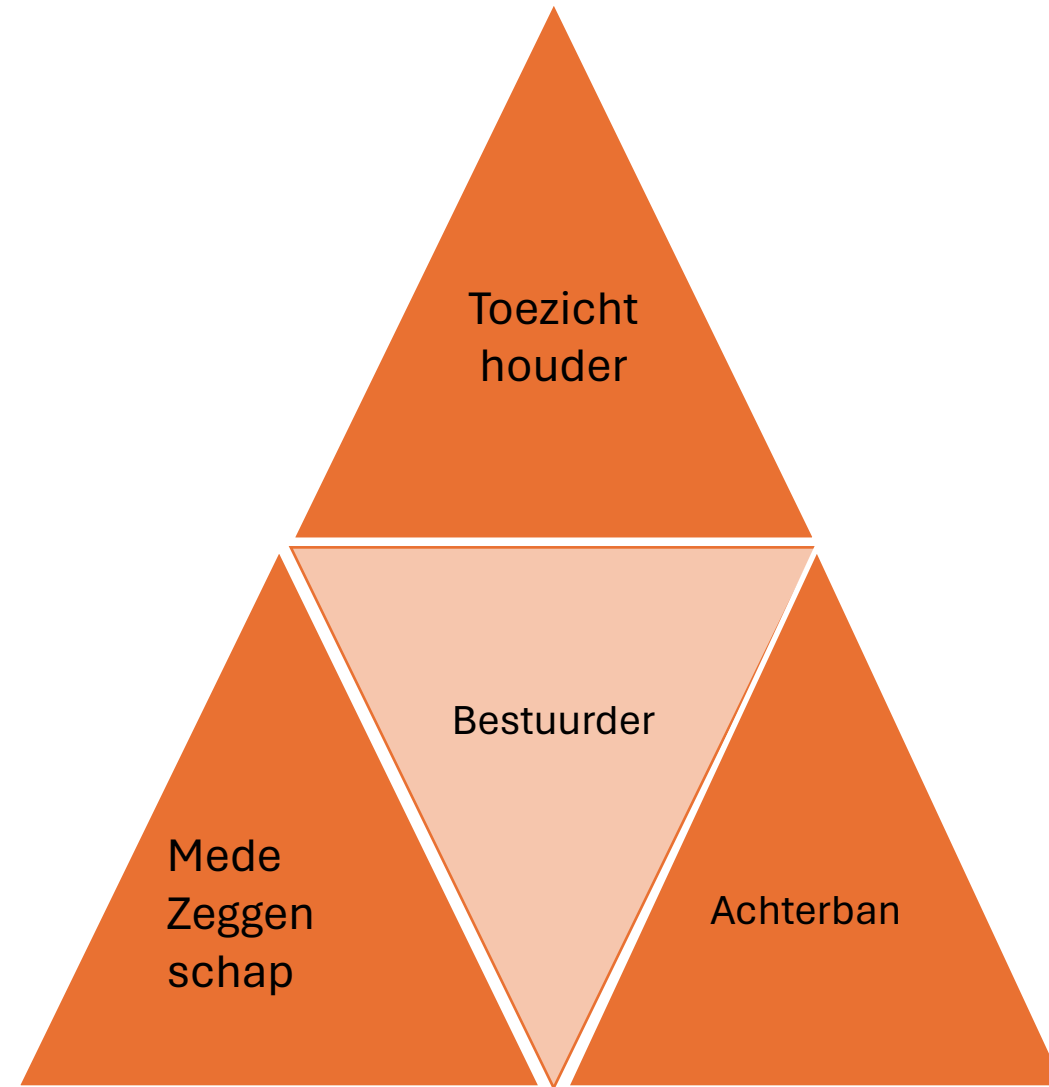 Toezicht
houder
Bestuurder
Mede
Zeggen
schap
Achterban